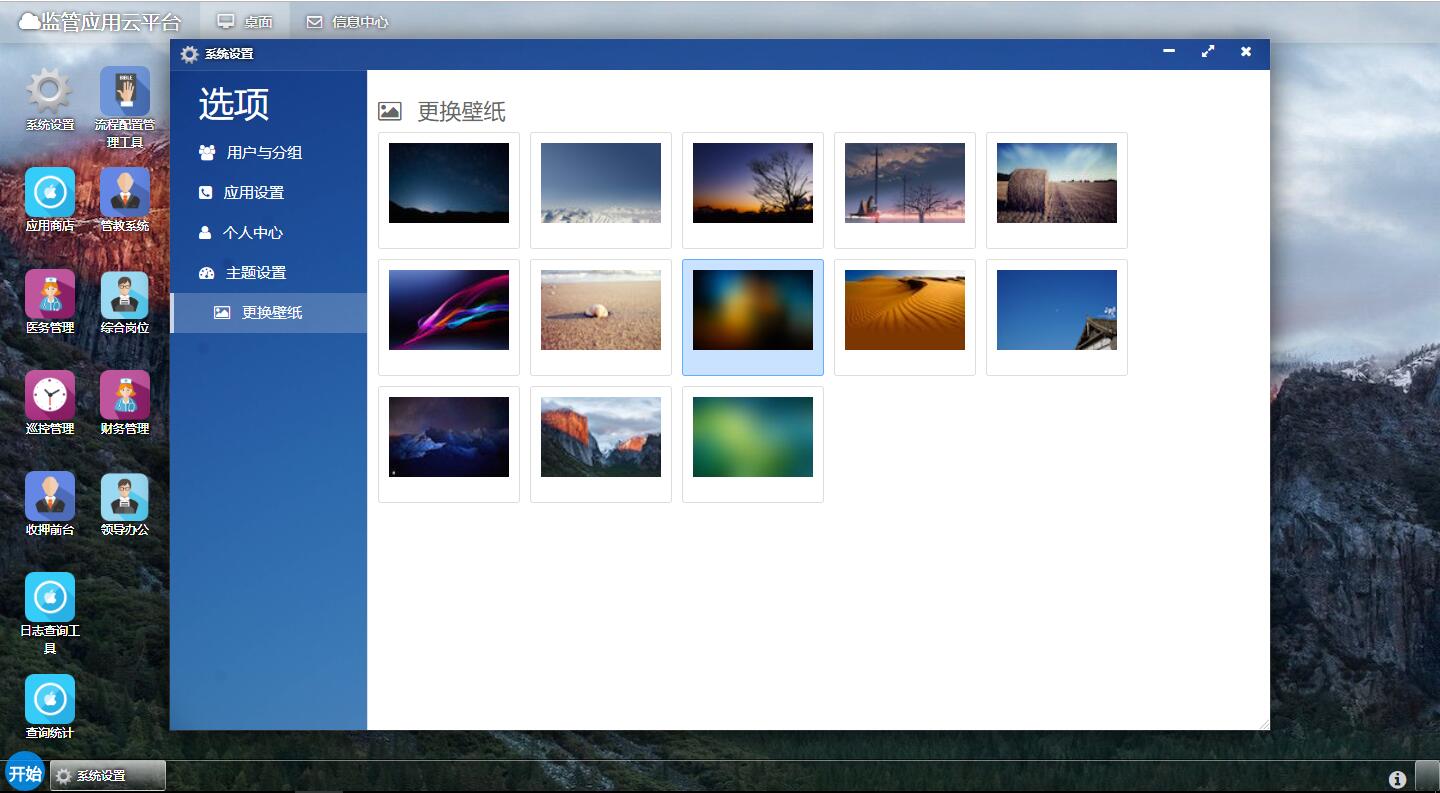 监管应用云平台
桌面
信息中心
系统设置
选项
用户与分组
应用设置
个人中心
主题设置
更换壁纸
更换壁纸
系统设置
BIBLE
流程配置管
理工具
应用商店
管教系统
医务管理
综合岗位
巡控管理
财务管理
收押前台
领导办公
日志查询工
具
查询统计
开始
系统设置